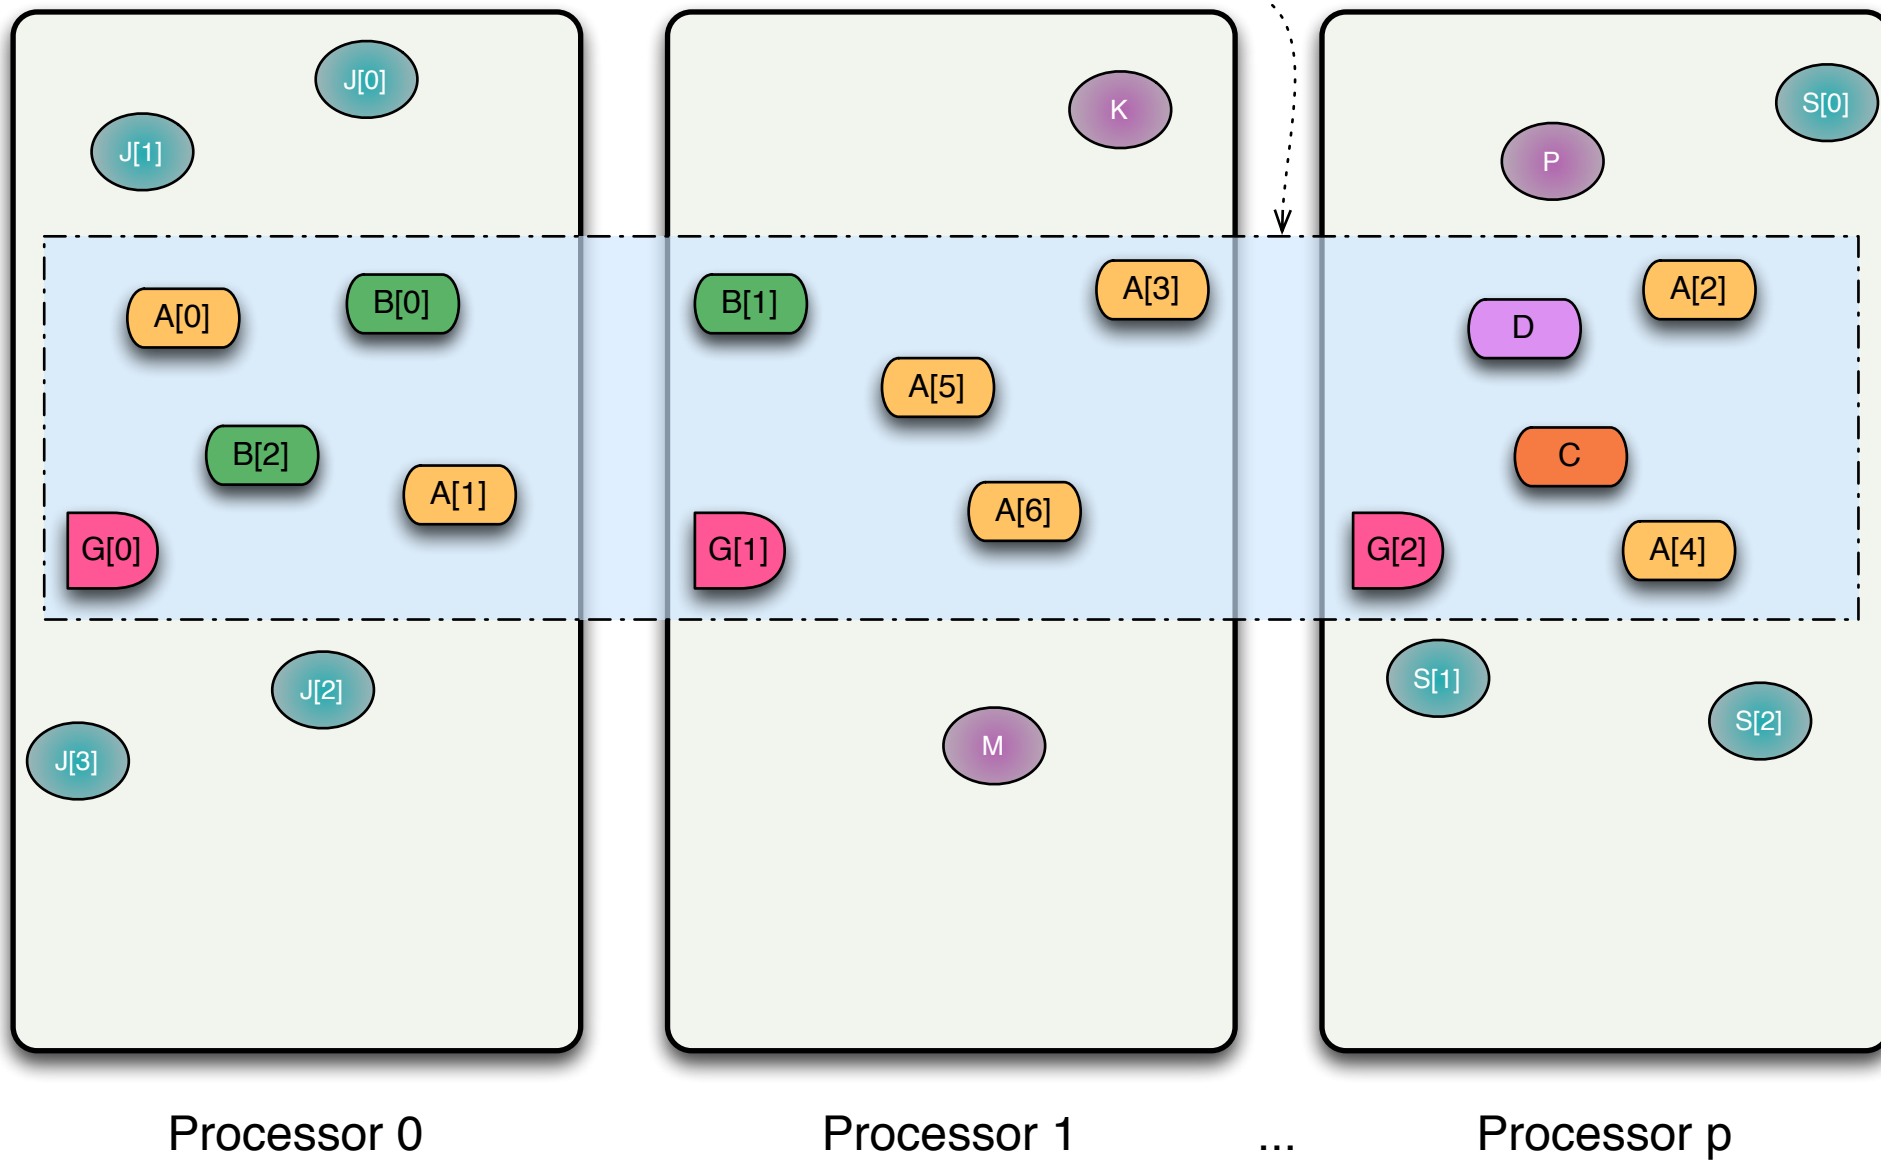 J[0]
J[1]
K
S[0]
P
A[0]
B[0]
B[1]
A[3]
D
A[2]
A[5]
B[2]
A[1]
C
A[6]
G[0]
G[1]
G[2]
A[4]
J[2]
J[3]
M
S[1]
S[2]
Processor 0
Processor 1
...
Processor p